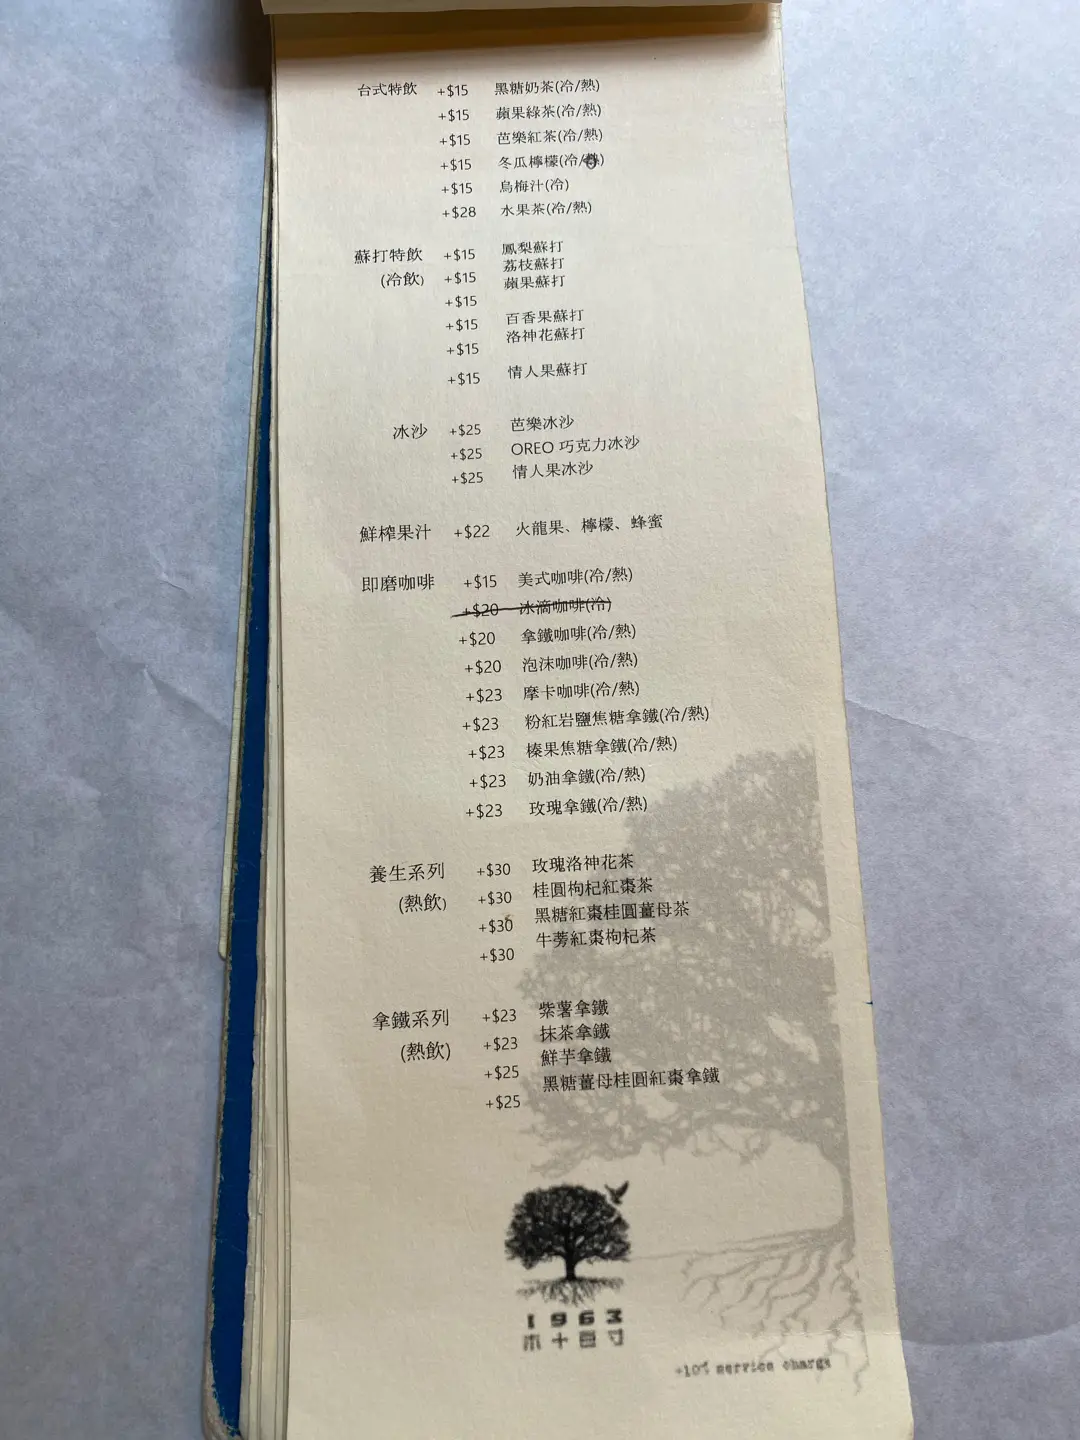 台式特飲 +$15 黑糖奶茶(冷/熱)
+$15 蘋果綠茶(冷/熱)
+$15 芭樂紅茶(冷/熱)
+$15 冬瓜檸檬(冷/熱)
+$15 烏梅汁(冷)
+$28 水果茶(冷/熱)
蘇打特飲 +$15 鳳梨蘇打
荔枝蘇打
(冷飲) +$15 蘋果蘇打
+$15
+$15 百香果蘇打
洛神花蘇打
+$15
+$15 情人果蘇打
冰沙 +$25 芭樂冰沙
+$25 OREO 巧克力冰沙
+$25 情人果冰沙
鮮榨果汁 +$22 火龍果、檸檬、蜂蜜
即磨咖啡 +$15 美式咖啡(冷/熱)
+$20 冰滴咖啡(冷)
+$20 拿鐵咖啡(冷/熱)
+$20 泡沫咖啡(冷/熱)
+$23 摩卡咖啡(冷/熱)
+$23 粉紅岩鹽焦糖拿鐵(冷/熱)
+$23 榛果焦糖拿鐵(冷/熱)
+$23 奶油拿鐵(冷/熱)
+$23 玫瑰拿鐵(冷/熱)
養生系列 +$30 玫瑰洛神花茶
(熱飲) +$30 桂圓枸杞紅棗茶
+$30 黑糖紅棗桂圓薑母茶
+$30 牛蒡紅棗枸杞茶
拿鐵系列 +$23 紫薯拿鐵
(熱飲) +$23 抹茶拿鐵
+$25 鮮芋拿鐵
+$25 黑糖薑母桂圓紅棗拿鐵
1963
木十豆寸
+10% service charge